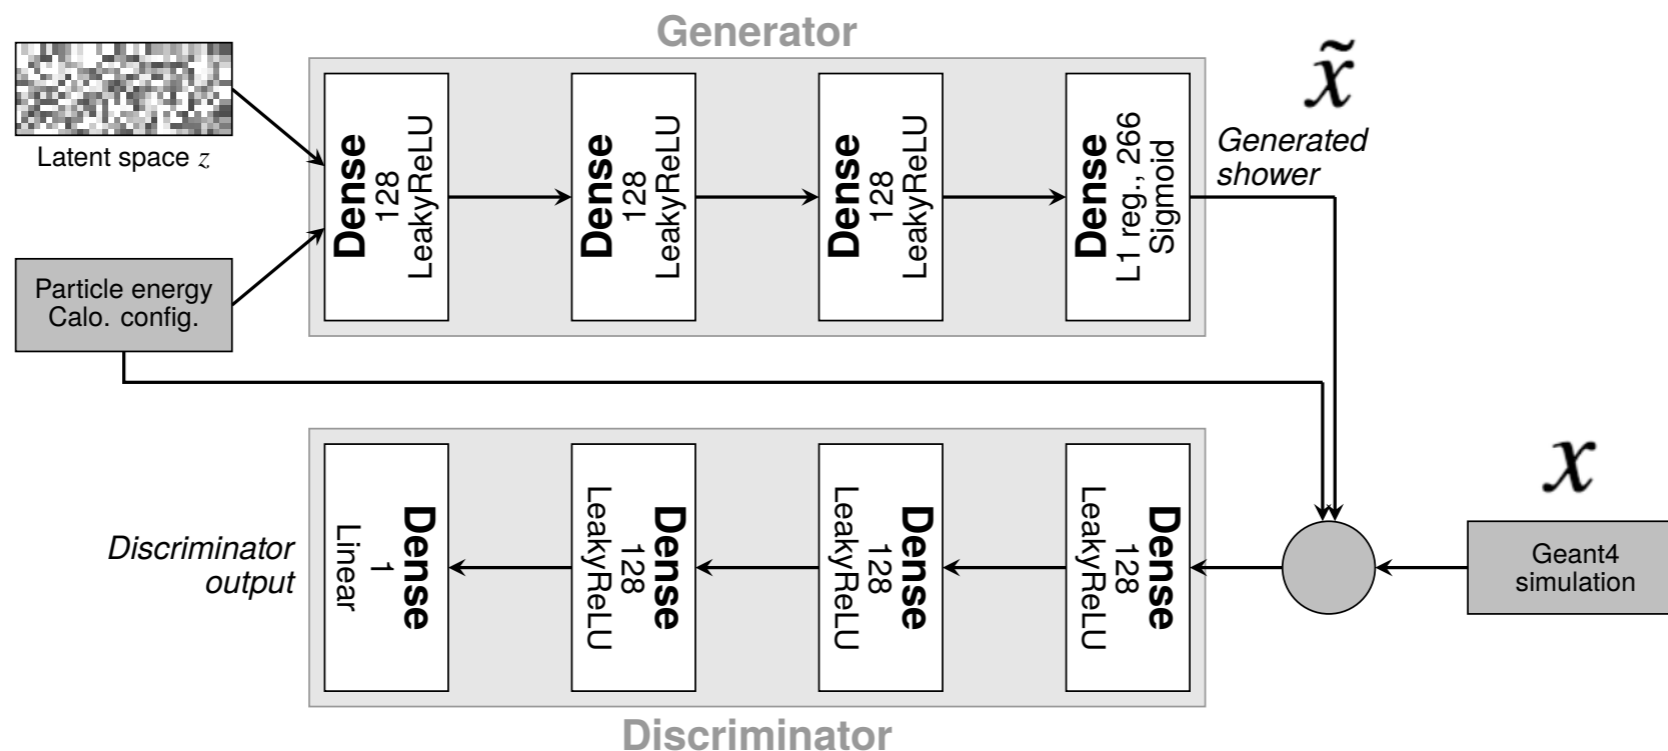 Generator
Latent space z
Particle energy
Calo. config.
Dense
128
LeakyReLU
Dense
128
LeakyReLU
Dense
128
LeakyReLU
Dense
L1 reg., 266
Sigmoid
x̃
Generated
shower
Discriminator
output
Dense
1
Linear
Dense
128
LeakyReLU
Dense
128
LeakyReLU
Dense
128
LeakyReLU
x
Geant4
simulation
Discriminator